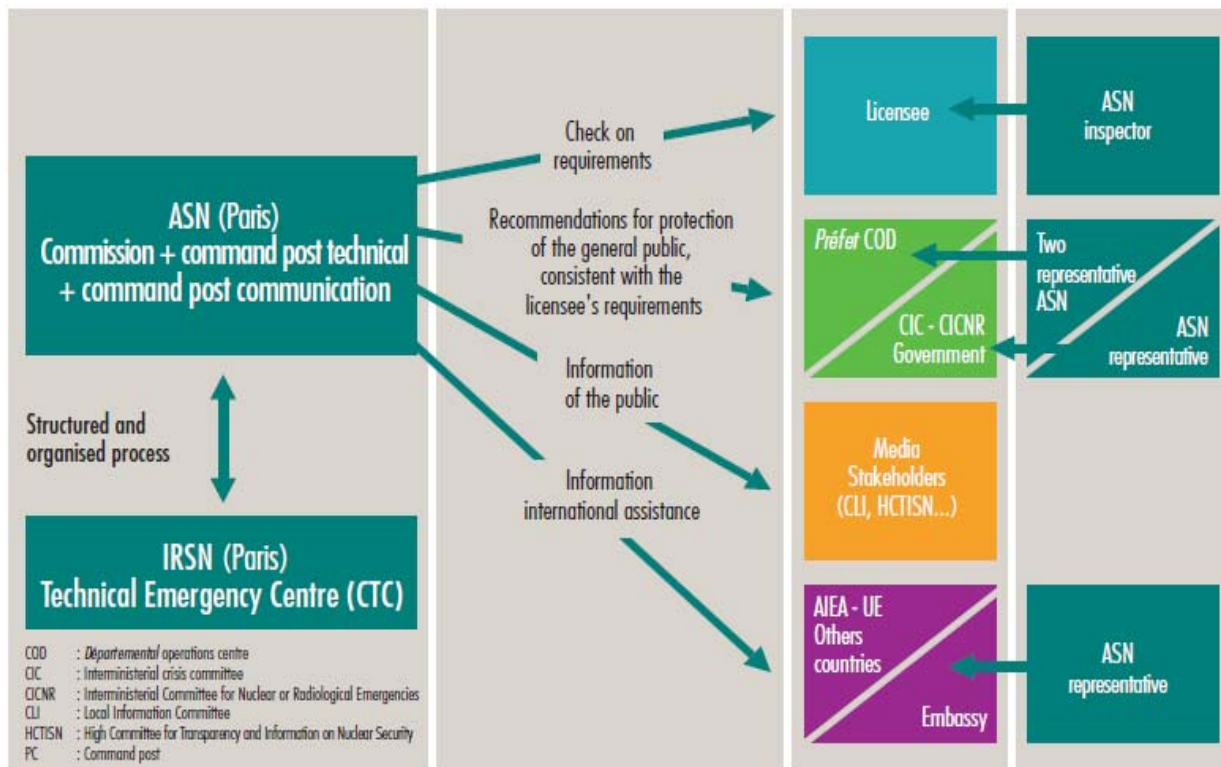 ASN (Paris)
Commission + command post technical
+ command post communication
Structured and
organised process
IRSN (Paris)
Technical Emergency Centre (CTC)
COD : Départemental operations centre
CIC : Interministerial crisis committee
CICNR : Interministerial Committee for Nuclear or Radiological Emergencies
CLI : Local Information Committee
HCTISN : High Committee for Transparency and Information on Nuclear Security
PC : Command post
Check on
requirements
Recommendations for protection
of the general public,
consistent with the
licensee's requirements
Information
of the public
Information
international assistance
Licensee
Préfet COD
CIC - CICNR
Government
Media
Stakeholders
(CLI, HCTISN...)
AIEA - UE
Others
countries
Embassy
ASN
inspector
Two
representative
ASN
ASN
representative
ASN
representative